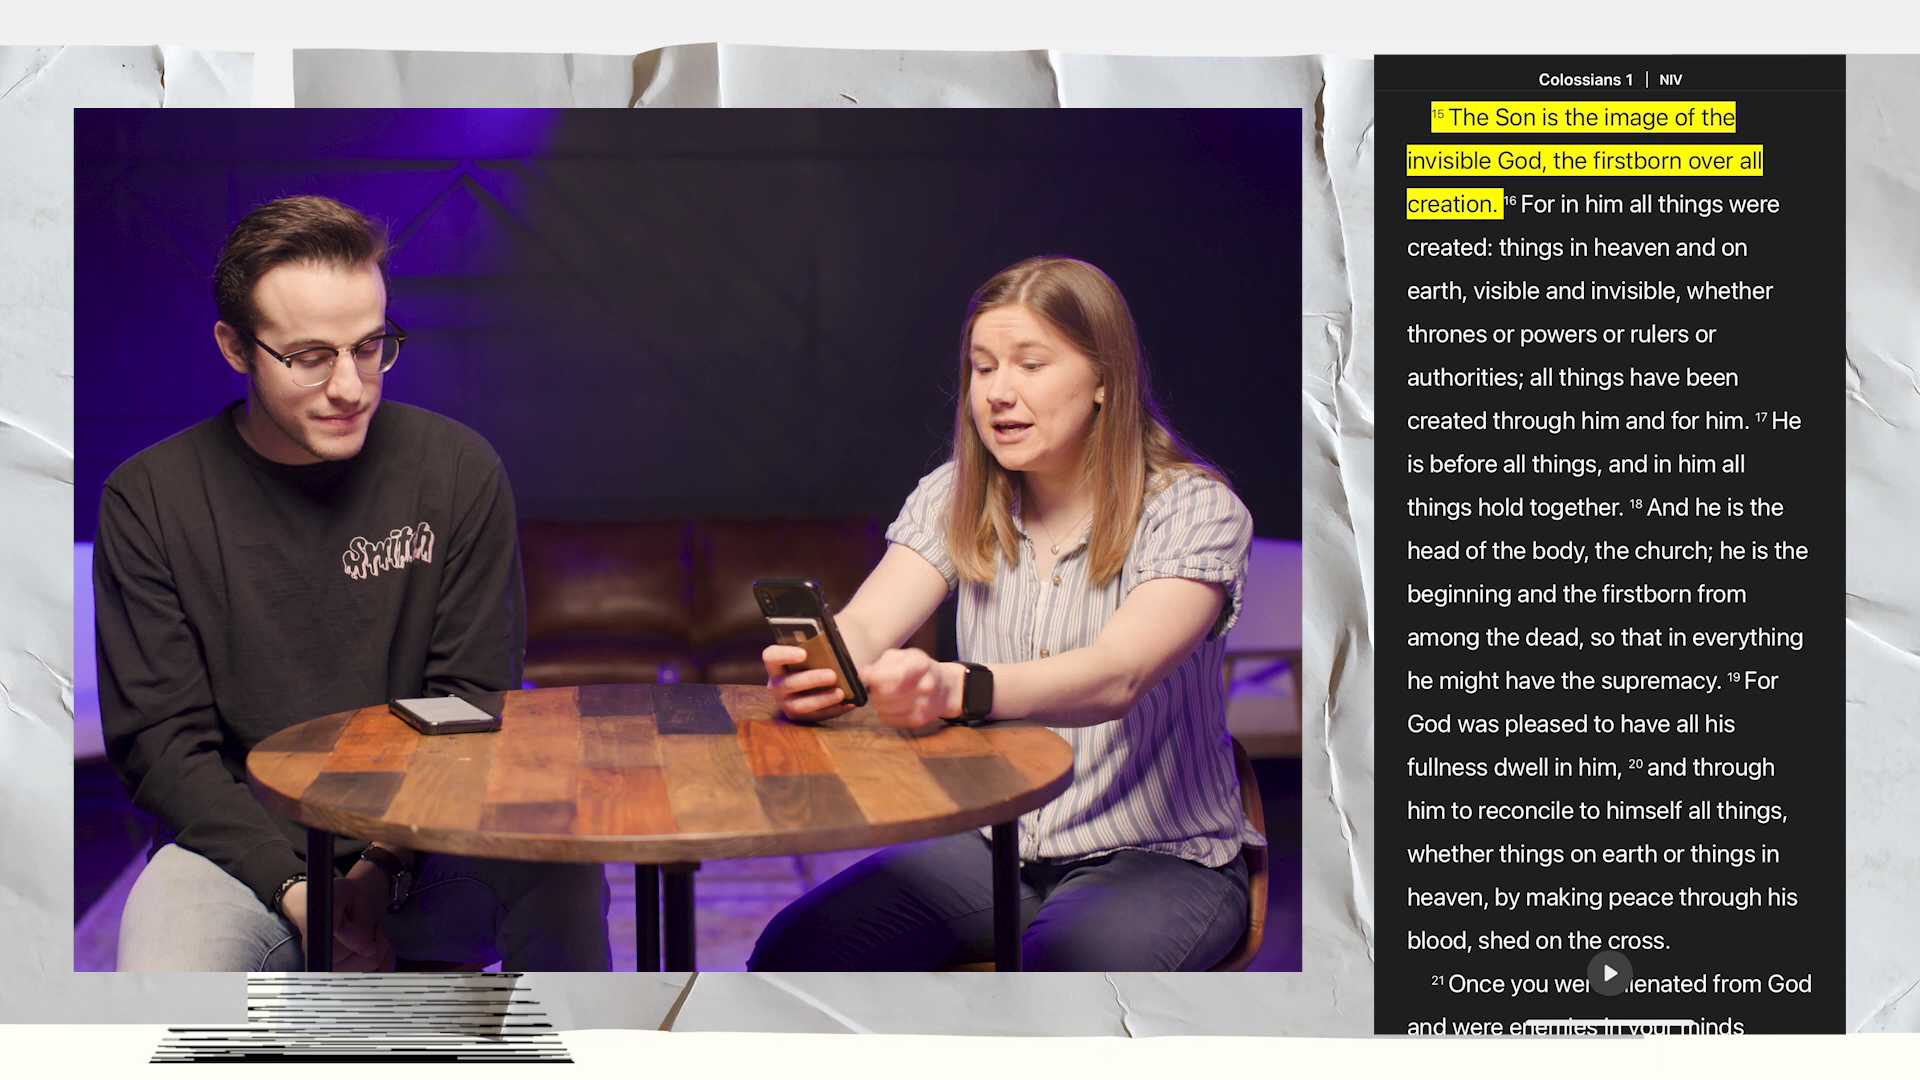 Colossians 1 | NIV
15 The Son is the image of the
invisible God, the firstborn over all
creation. 16 For in him all things were
created: things in heaven and on
earth, visible and invisible, whether
thrones or powers or rulers or
authorities; all things have been
created through him and for him. 17 He
is before all things, and in him all
things hold together. 18 And he is the
head of the body, the church; he is the
beginning and the firstborn from
among the dead, so that in everything
he might have the supremacy. 19 For
God was pleased to have all his
fullness dwell in him, 20 and through
him to reconcile to himself all things,
whether things on earth or things in
heaven, by making peace through his
blood, shed on the cross.
21 Once you were alienated from God
and were enemies in your minds
Switch